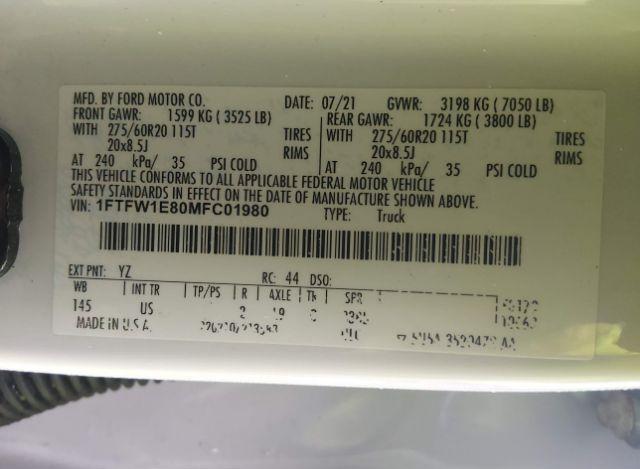 MFD. BY FORD MOTOR CO. DATE: 07/21 GVWR: 3198 KG ( 7050 LB)
FRONT GAWR: 1599 KG ( 3525 LB) REAR GAWR: 1724 KG ( 3800 LB)
WITH 275/60R20 115T TIRES WITH 275/60R20 115T TIRES
20x8.5J RIMS 20x8.5J RIMS
AT 240 kPa/ 35 PSI COLD AT 240 kPa/ 35 PSI COLD
THIS VEHICLE CONFORMS TO ALL APPLICABLE FEDERAL MOTOR VEHICLE
SAFETY STANDARDS IN EFFECT ON THE DATE OF MANUFACTURE SHOWN ABOVE.
VIN: 1FTFW1E80MFC01980 TYPE: Truck
EXT PNT: YZ RC: 44 DSO:
WB INT TR TP/PS R AXLE TR SPR
145 US
MADE IN U.S.A.